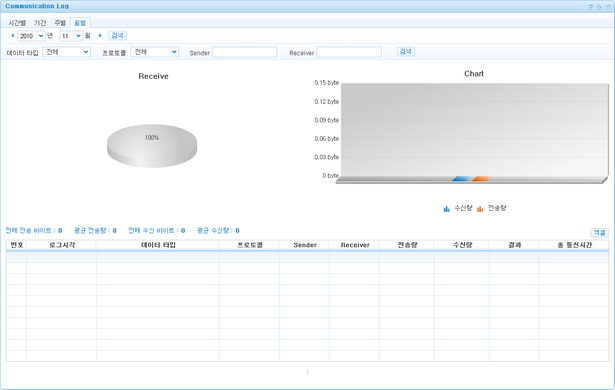 Communication Log
시간별 기간 주별 월별
2010 년 11 월 검색
데이터 타입 전체 프로토콜 전체 Sender Receiver 검색
Receive
100%
Chart
0.15 byte
0.12 byte
0.09 byte
0.06 byte
0.03 byte
0 byte
수신량 전송량
전체 전송 바이트 : 0 평균 전송량 : 0 전체 수신 바이트 : 0 평균 수신량 : 0
엑셀
번호 로그시각 데이터 타입 프로토콜 Sender Receiver 전송량 수신량 결과 총 통신시간
1